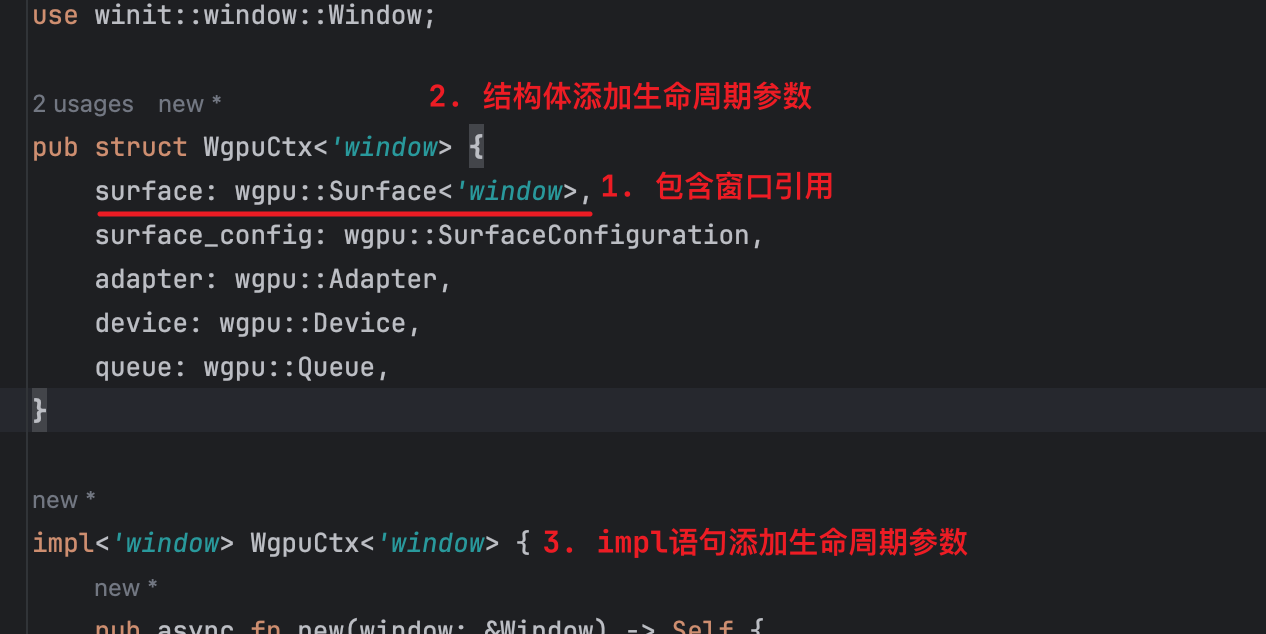 use winit::window::Window;
2 usages new *
2. 结构体添加生命周期参数
pub struct WgpuCtx<'window> {
surface: wgpu::Surface<'window>, 1. 包含窗口引用
surface_config: wgpu::SurfaceConfiguration,
adapter: wgpu::Adapter,
device: wgpu::Device,
queue: wgpu::Queue,
}
new *
impl<'window> WgpuCtx<'window> { 3. impl语句添加生命周期参数
new *
pub async fn new(window: &Window) -> Self {